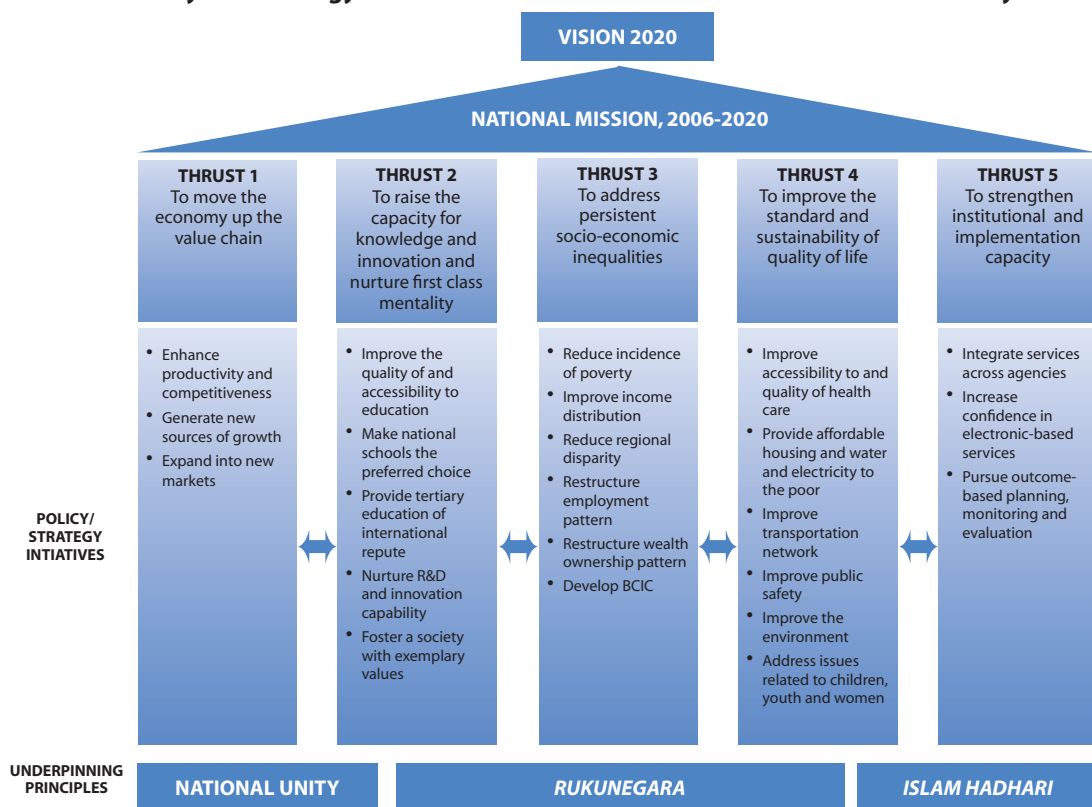 VISION 2020
NATIONAL MISSION, 2006-2020
THRUST 1
To move the
economy up the
value chain
THRUST 2
To raise the
capacity for
knowledge and
innovation and
nurture first class
mentality
THRUST 3
To address
persistent
socio-economic
inequalities
THRUST 4
To improve the
standard and
sustainability of
quality of life
THRUST 5
To strengthen
institutional and
implementation
capacity
POLICY/
STRATEGY
INTIATIVES
• Enhance
productivity and
competitiveness
• Generate new
sources of growth
• Expand into new
markets
• Improve the
quality of and
accessibility to
education
• Make national
schools the
preferred choice
• Provide tertiary
education of
international
repute
• Nurture R&D
and innovation
capability
• Foster a society
with exemplary
values
• Reduce incidence
of poverty
• Improve income
distribution
• Reduce regional
disparity
• Restructure
employment
pattern
• Restructure wealth
ownership pattern
• Develop BCIC
• Improve
accessibility to and
quality of health
care
• Provide affordable
housing and water
and electricity to
the poor
• Improve
transportation
network
• Improve public
safety
• Improve the
environment
• Address issues
related to children,
youth and women
• Integrate services
across agencies
• Increase
confidence in
electronic-based
services
• Pursue outcome-
based planning,
monitoring and
evaluation
UNDERPINNING
PRINCIPLES
NATIONAL UNITY
RUKUNEGARA
ISLAM HADHARI